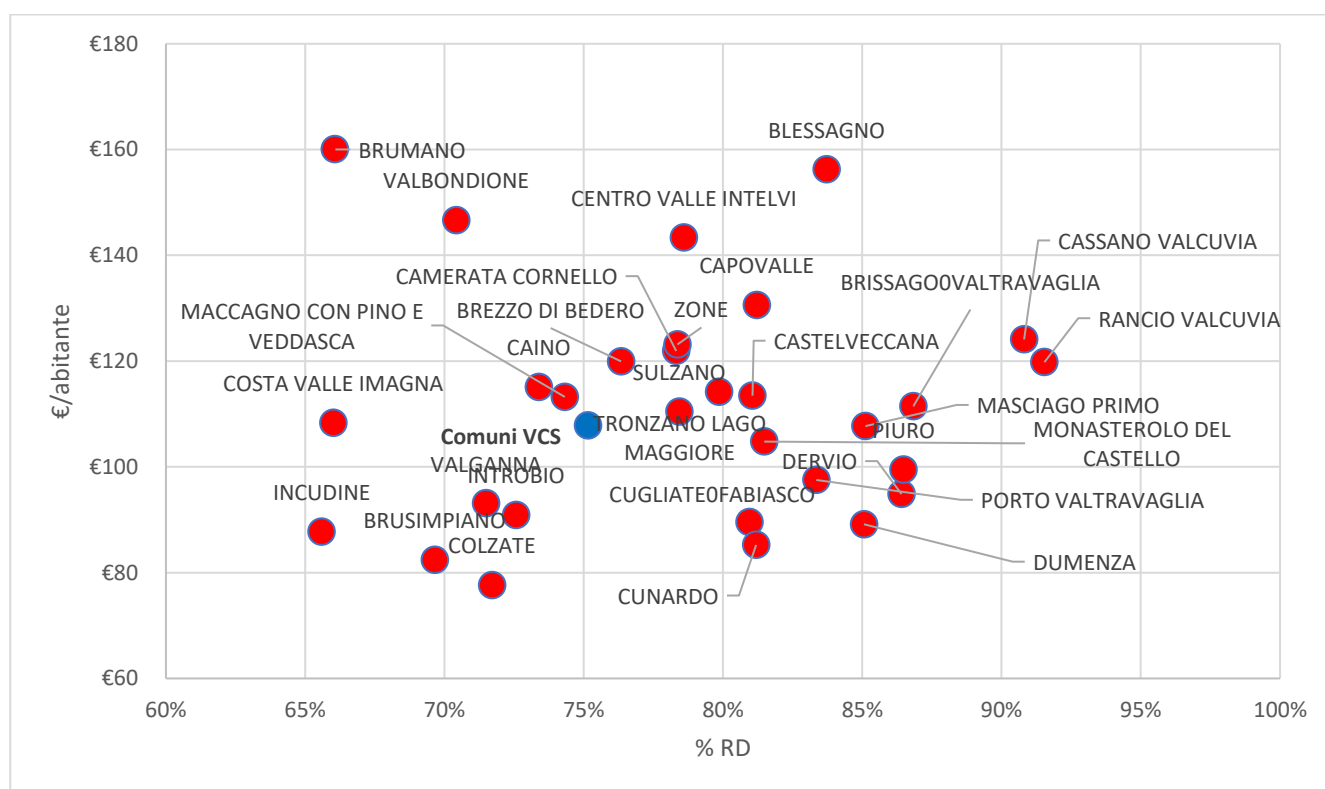 €180
€160
€140
€120
€100
€80
€60
€/abitante
BLESSAGNO
BRUMANO
VALBONDIONE
CENTRO VALLE INTELVI
CASSANO VALCUVIA
CAPOVALLE
CAMERATA CORNELLO
BRISSAGO0VALTRAVAGLIA
MACCAGNO CON PINO E
VEDDASCA
BREZZO DI BEDERO
ZONE
RANCIO VALCUVIA
CASTELVECCANA
CAINO
SULZANO
COSTA VALLE IMAGNA
MASCIAGO PRIMO
TRONZANO LAGO
MAGGIORE
PIURO
MONASTEROLO DEL
CASTELLO
Comuni VCS
VALGANNA
DERVIO
INTROBIO
INCUDINE
CUGLIATE0FABIASCO
PORTO VALTRAVAGLIA
BRUSIMPIANO
COLZATE
DUMENZA
CUNARDO
60%
65%
70%
75%
80%
85%
90%
95%
100%
% RD